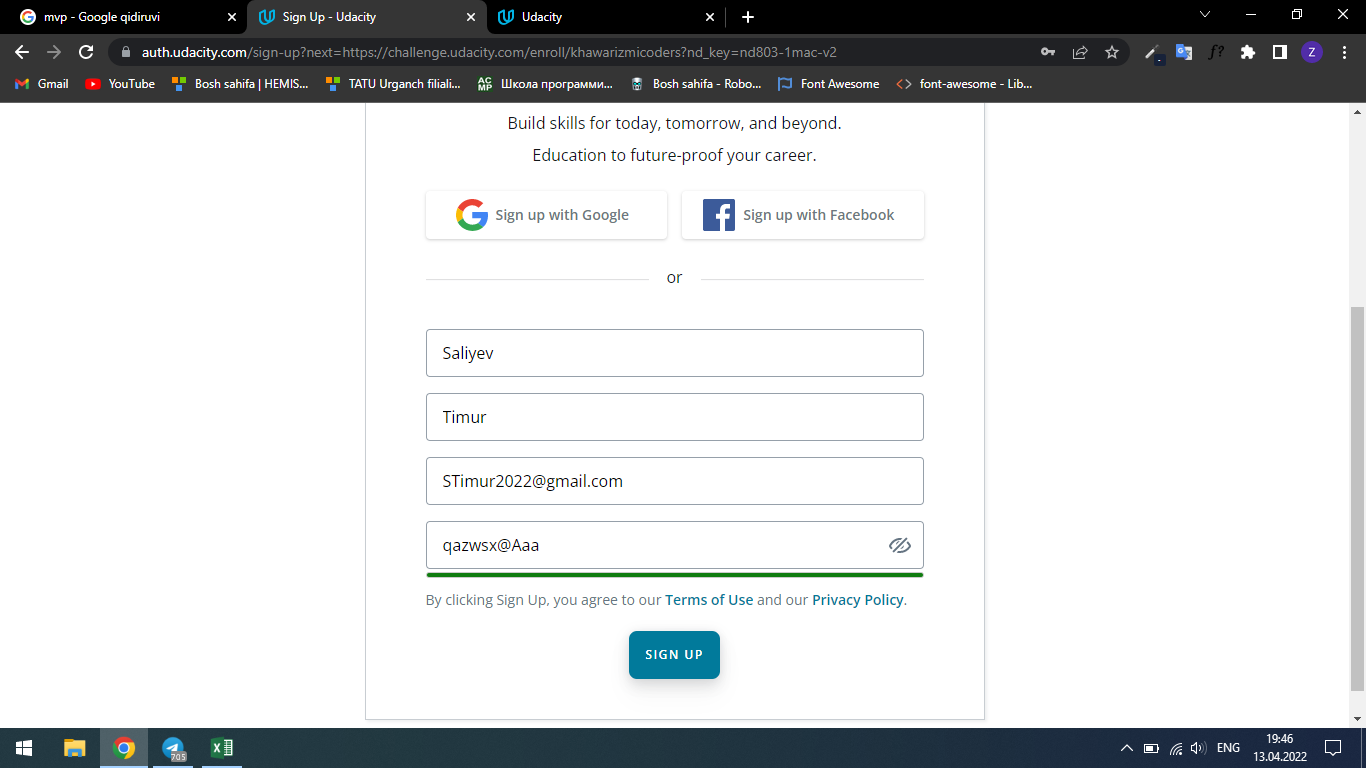 mvp - Google qidiruvi
Sign Up - Udacity
Udacity
auth.udacity.com/sign-up?next=https://challenge.udacity.com/enroll/khawarizmicoders?nd_key=nd803-1mac-v2
f?
Z
Gmail
YouTube
Bosh sahifa | HEMIS...
TATU Urganch filiali...
ACMP
Школа программи...
Bosh sahifa - Robo...
Font Awesome
font-awesome - Lib...
Build skills for today, tomorrow, and beyond.
Education to future-proof your career.
Sign up with Google
Sign up with Facebook
or
Saliyev
Timur
STimur2022@gmail.com
qazwsx@Aaa
By clicking Sign Up, you agree to our Terms of Use and our Privacy Policy.
SIGN UP
705
ENG
19:46
13.04.2022